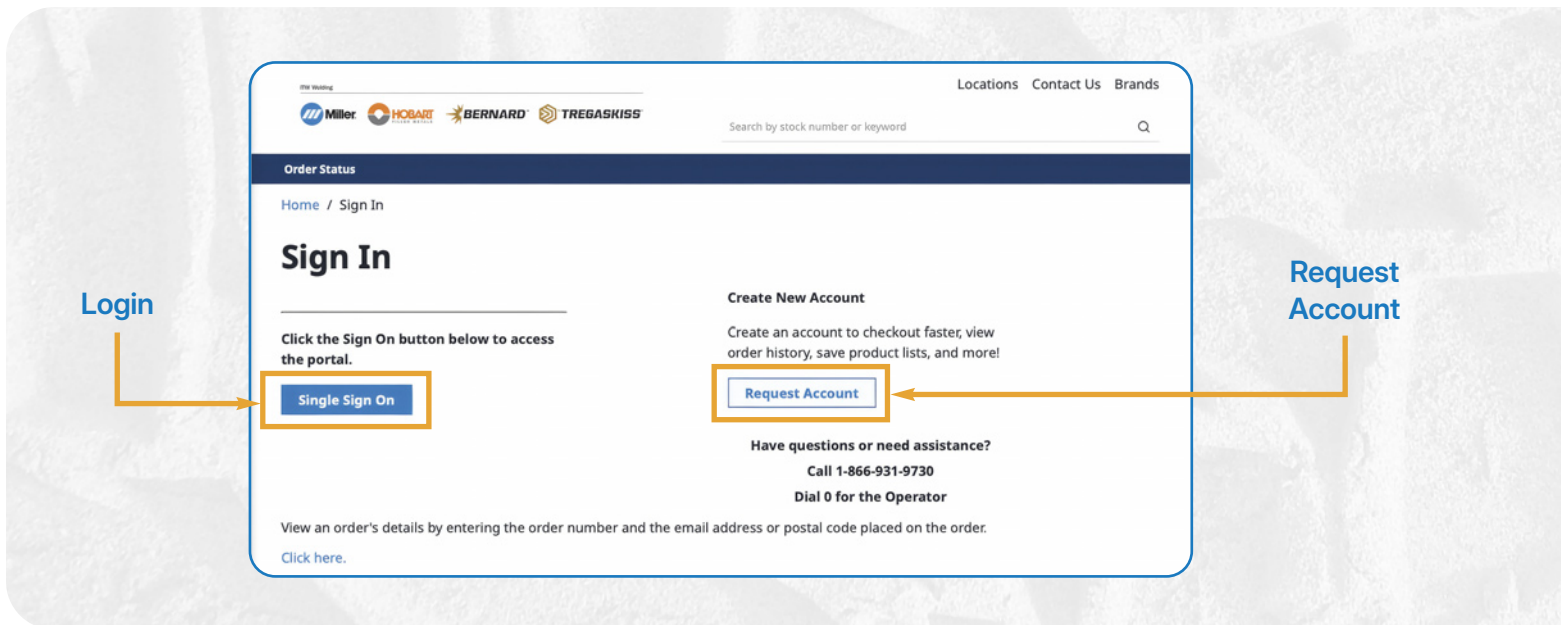 ITW Welding
Locations Contact Us Brands
Miller HOBART FILLER METALS BERNARD TREGASKISS
Search by stock number or keyword
Order Status
Home / Sign In
Sign In
Login
Click the Sign On button below to access
the portal.
Single Sign On
Create New Account
Create an account to checkout faster, view
order history, save product lists, and more!
Request Account
Request
Account
Have questions or need assistance?
Call 1-866-931-9730
Dial 0 for the Operator
View an order's details by entering the order number and the email address or postal code placed on the order.
Click here.